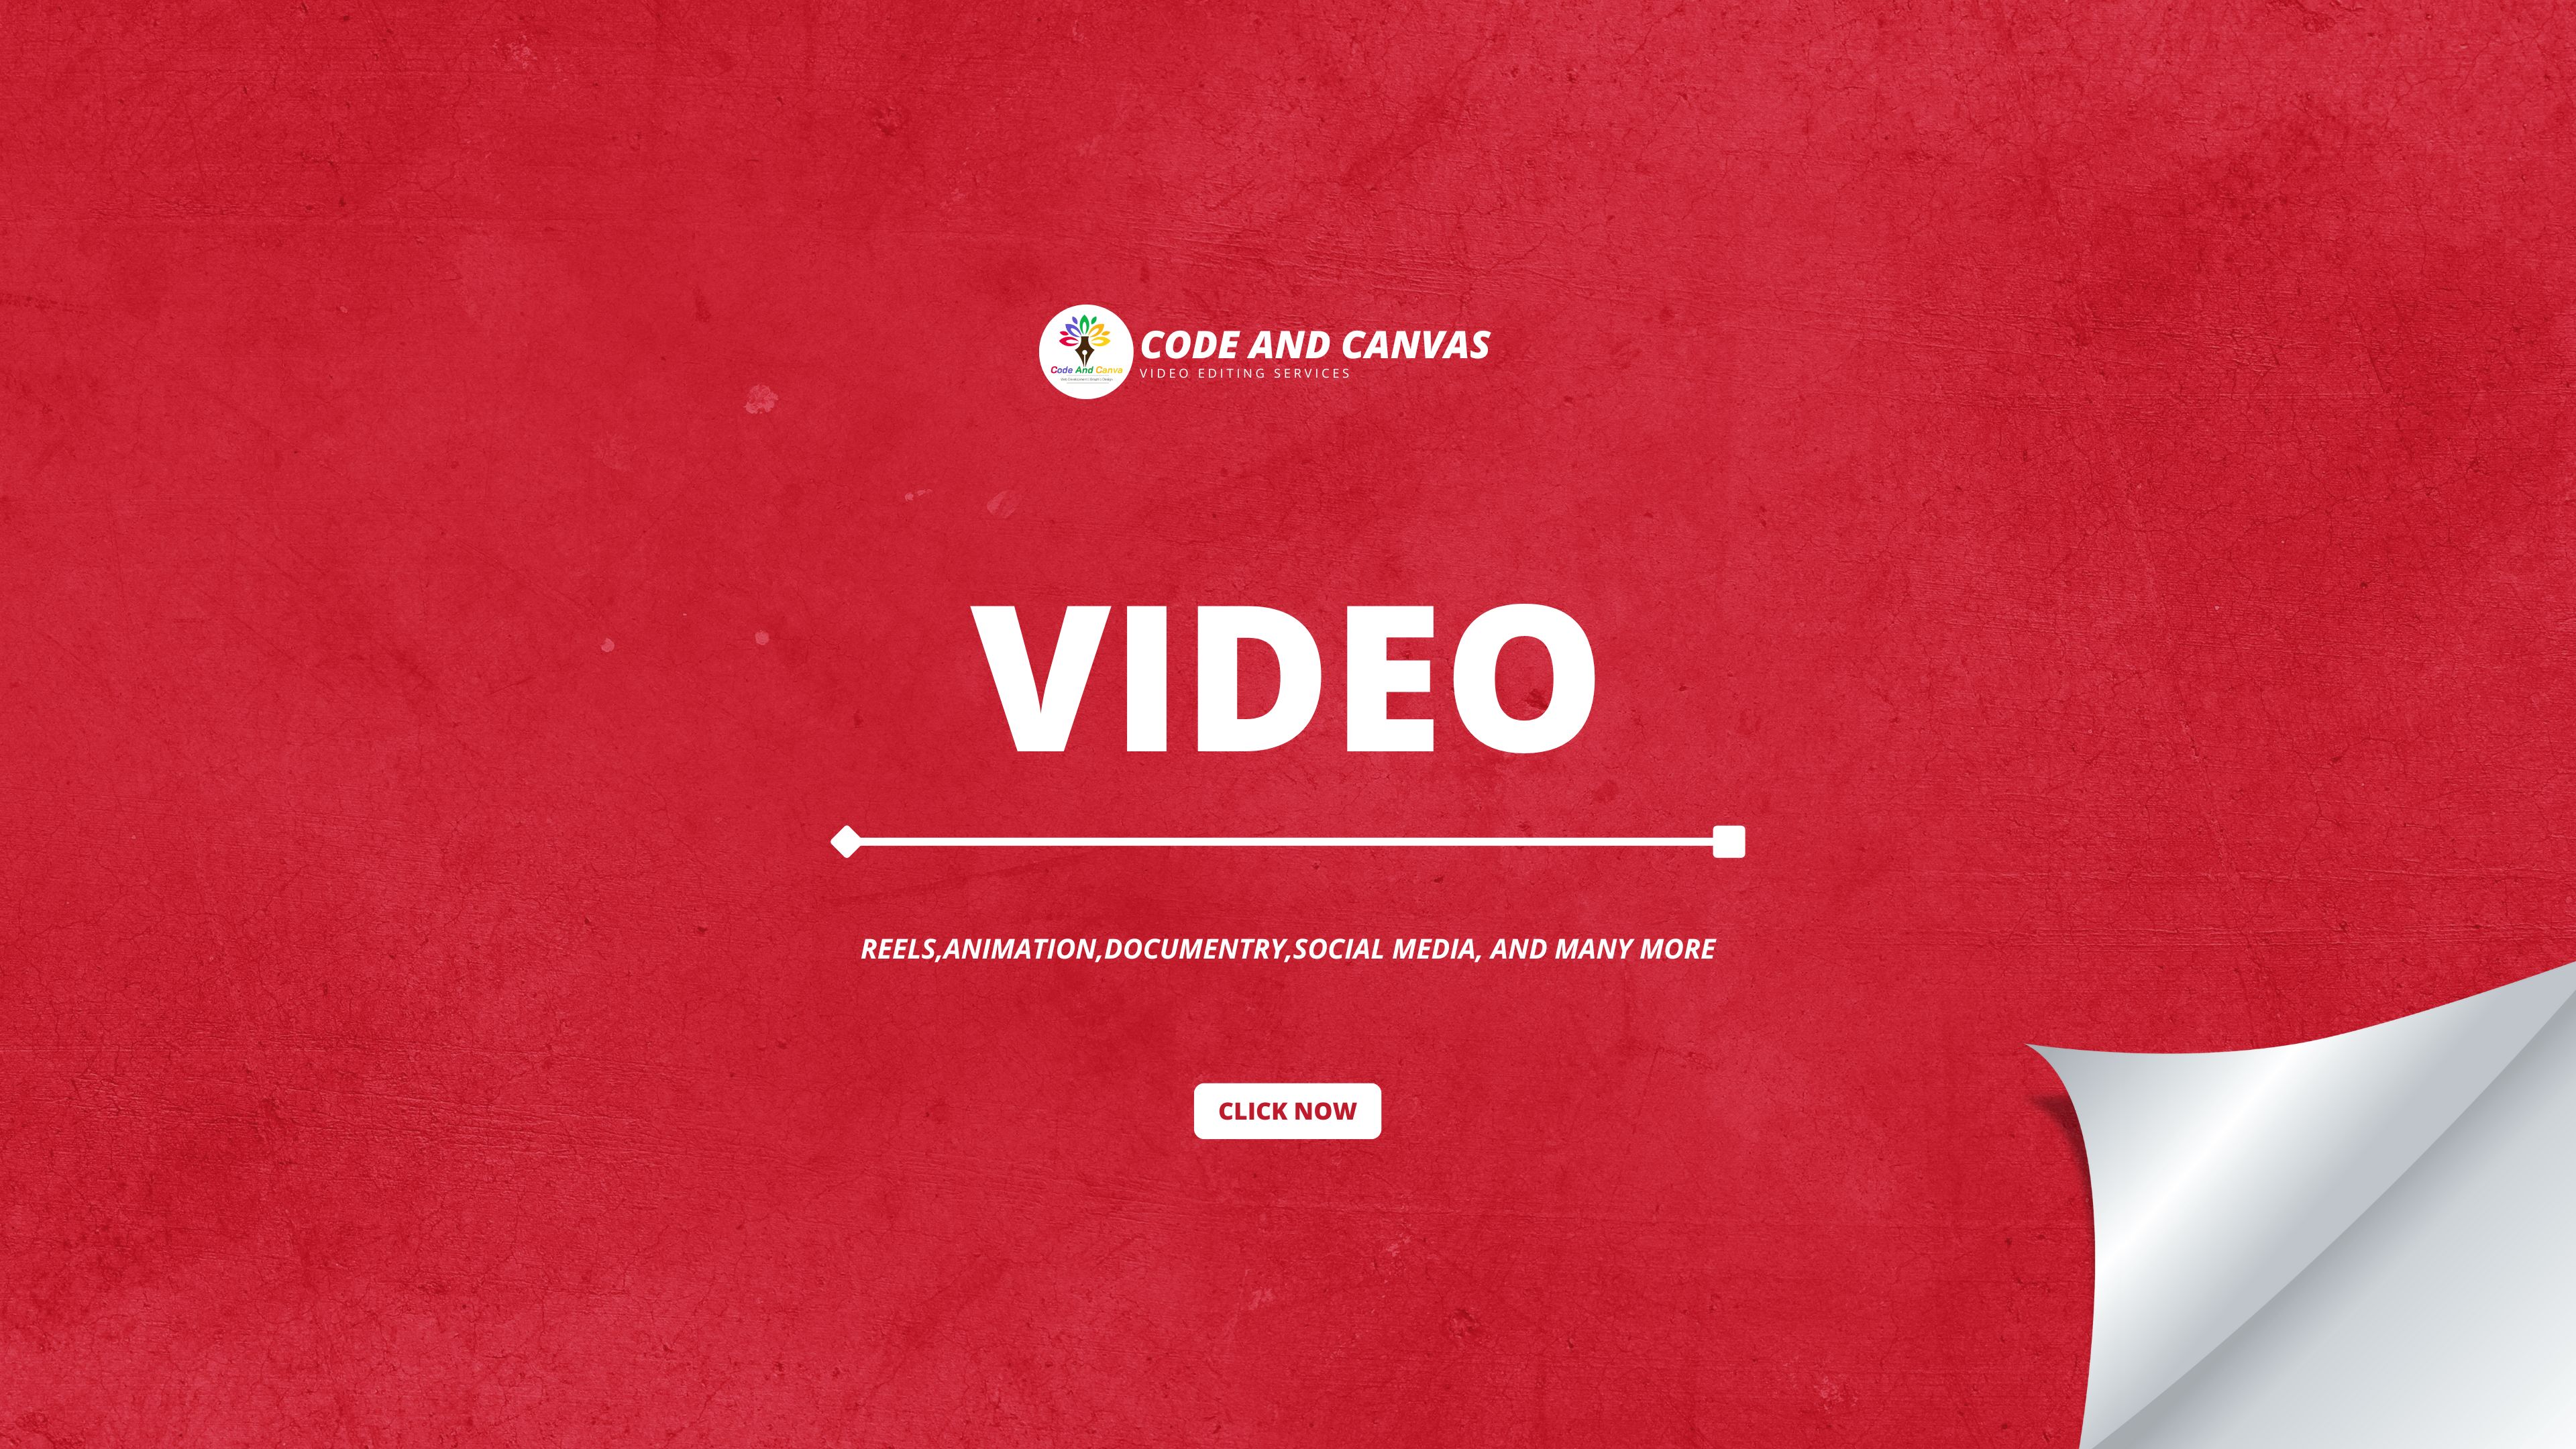 CODE AND CANVAS
VIDEO EDITING SERVICES
Code And Canva
VIDEO
REELS,ANIMATION,DOCUMENTRY,SOCIAL MEDIA, AND MANY MORE
CLICK NOW